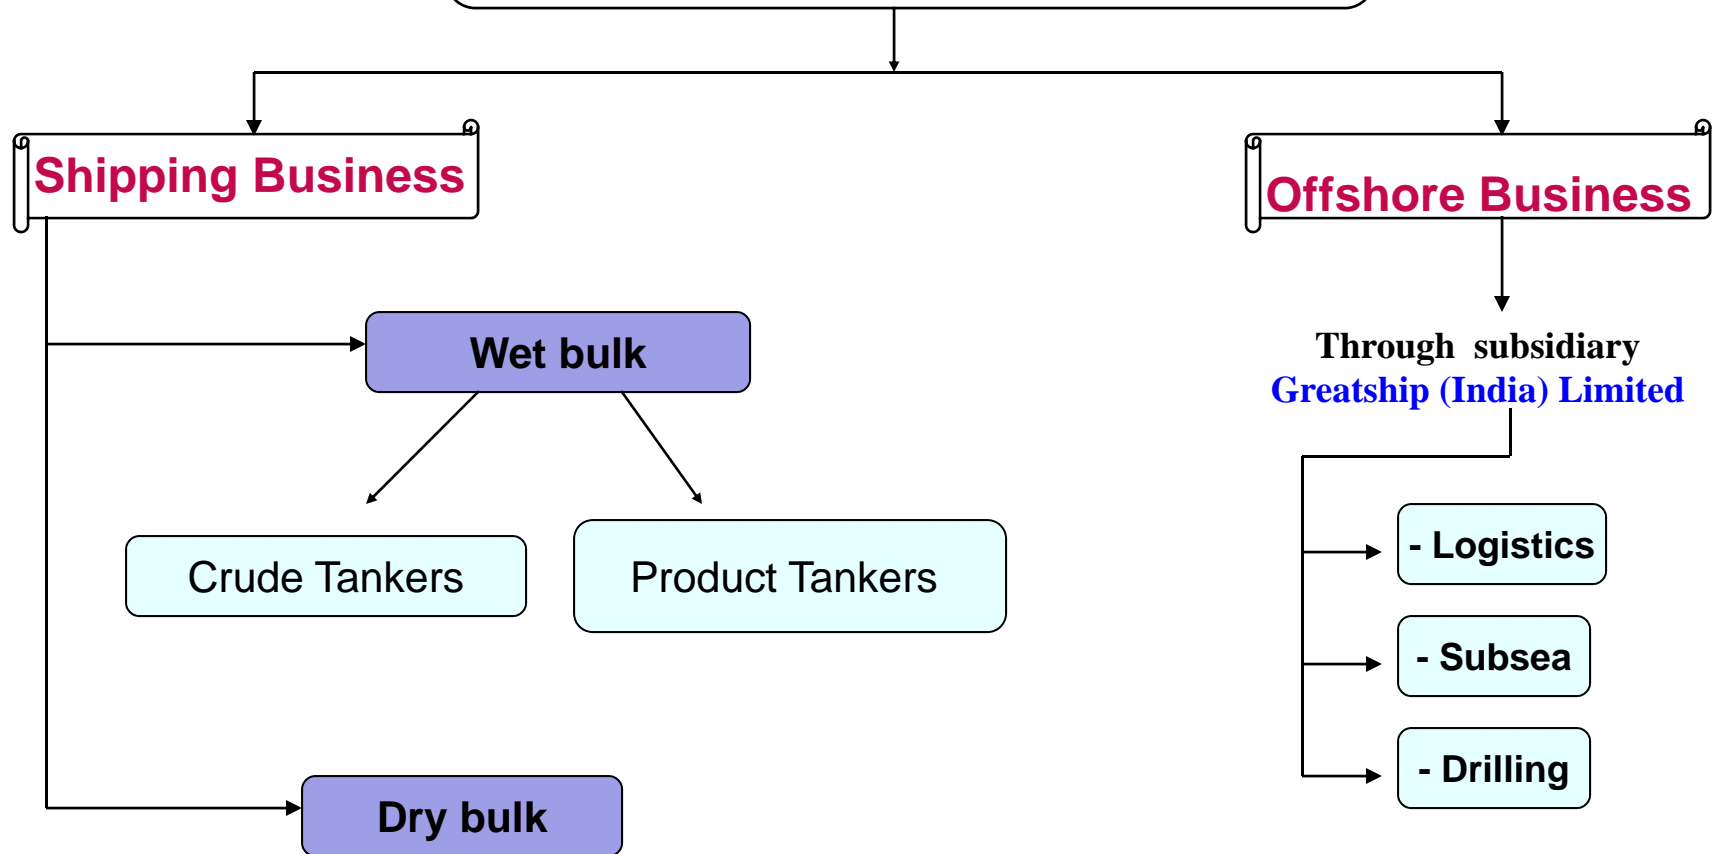 Shipping Business
Offshore Business
Wet bulk
Through subsidiary
Greatship (India) Limited
Crude Tankers
Product Tankers
- Logistics
- Subsea
- Drilling
Dry bulk